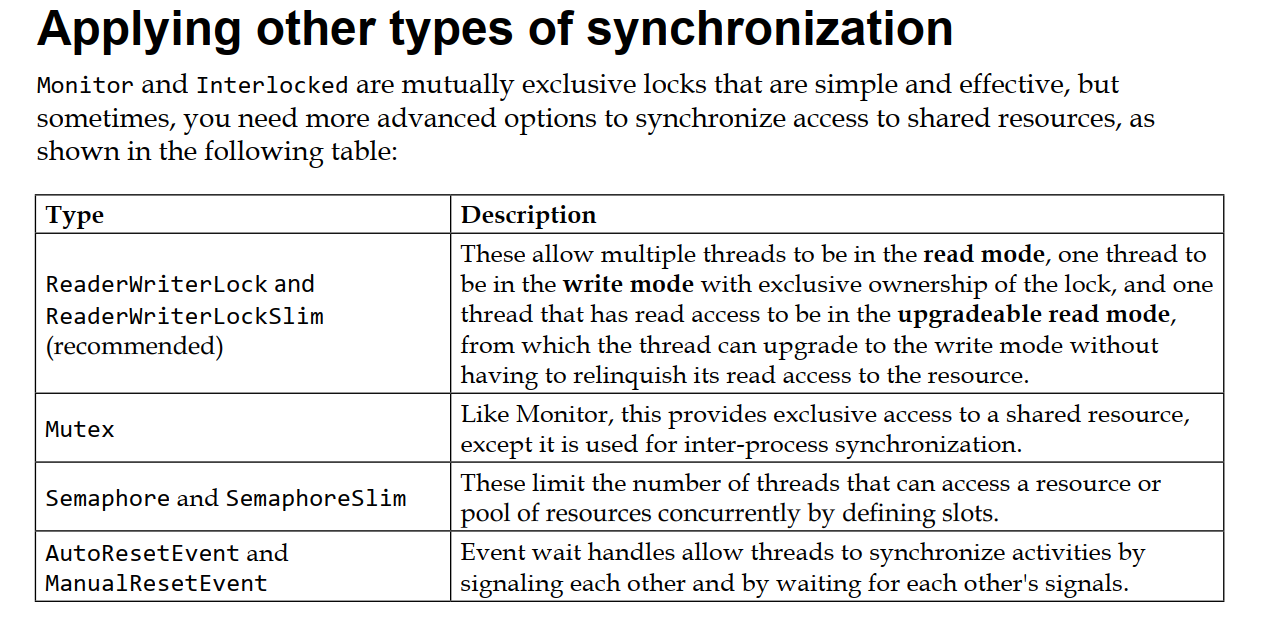 Applying other types of synchronization
Monitor and Interlocked are mutually exclusive locks that are simple and effective, but
sometimes, you need more advanced options to synchronize access to shared resources, as
shown in the following table:
Type
Description
ReaderWriterLock and
ReaderWriterLockSlim
(recommended)
These allow multiple threads to be in the read mode, one thread to
be in the write mode with exclusive ownership of the lock, and one
thread that has read access to be in the upgradeable read mode,
from which the thread can upgrade to the write mode without
having to relinquish its read access to the resource.
Mutex
Like Monitor, this provides exclusive access to a shared resource,
except it is used for inter-process synchronization.
Semaphore and SemaphoreSlim
These limit the number of threads that can access a resource or
pool of resources concurrently by defining slots.
AutoResetEvent and
ManualResetEvent
Event wait handles allow threads to synchronize activities by
signaling each other and by waiting for each other's signals.